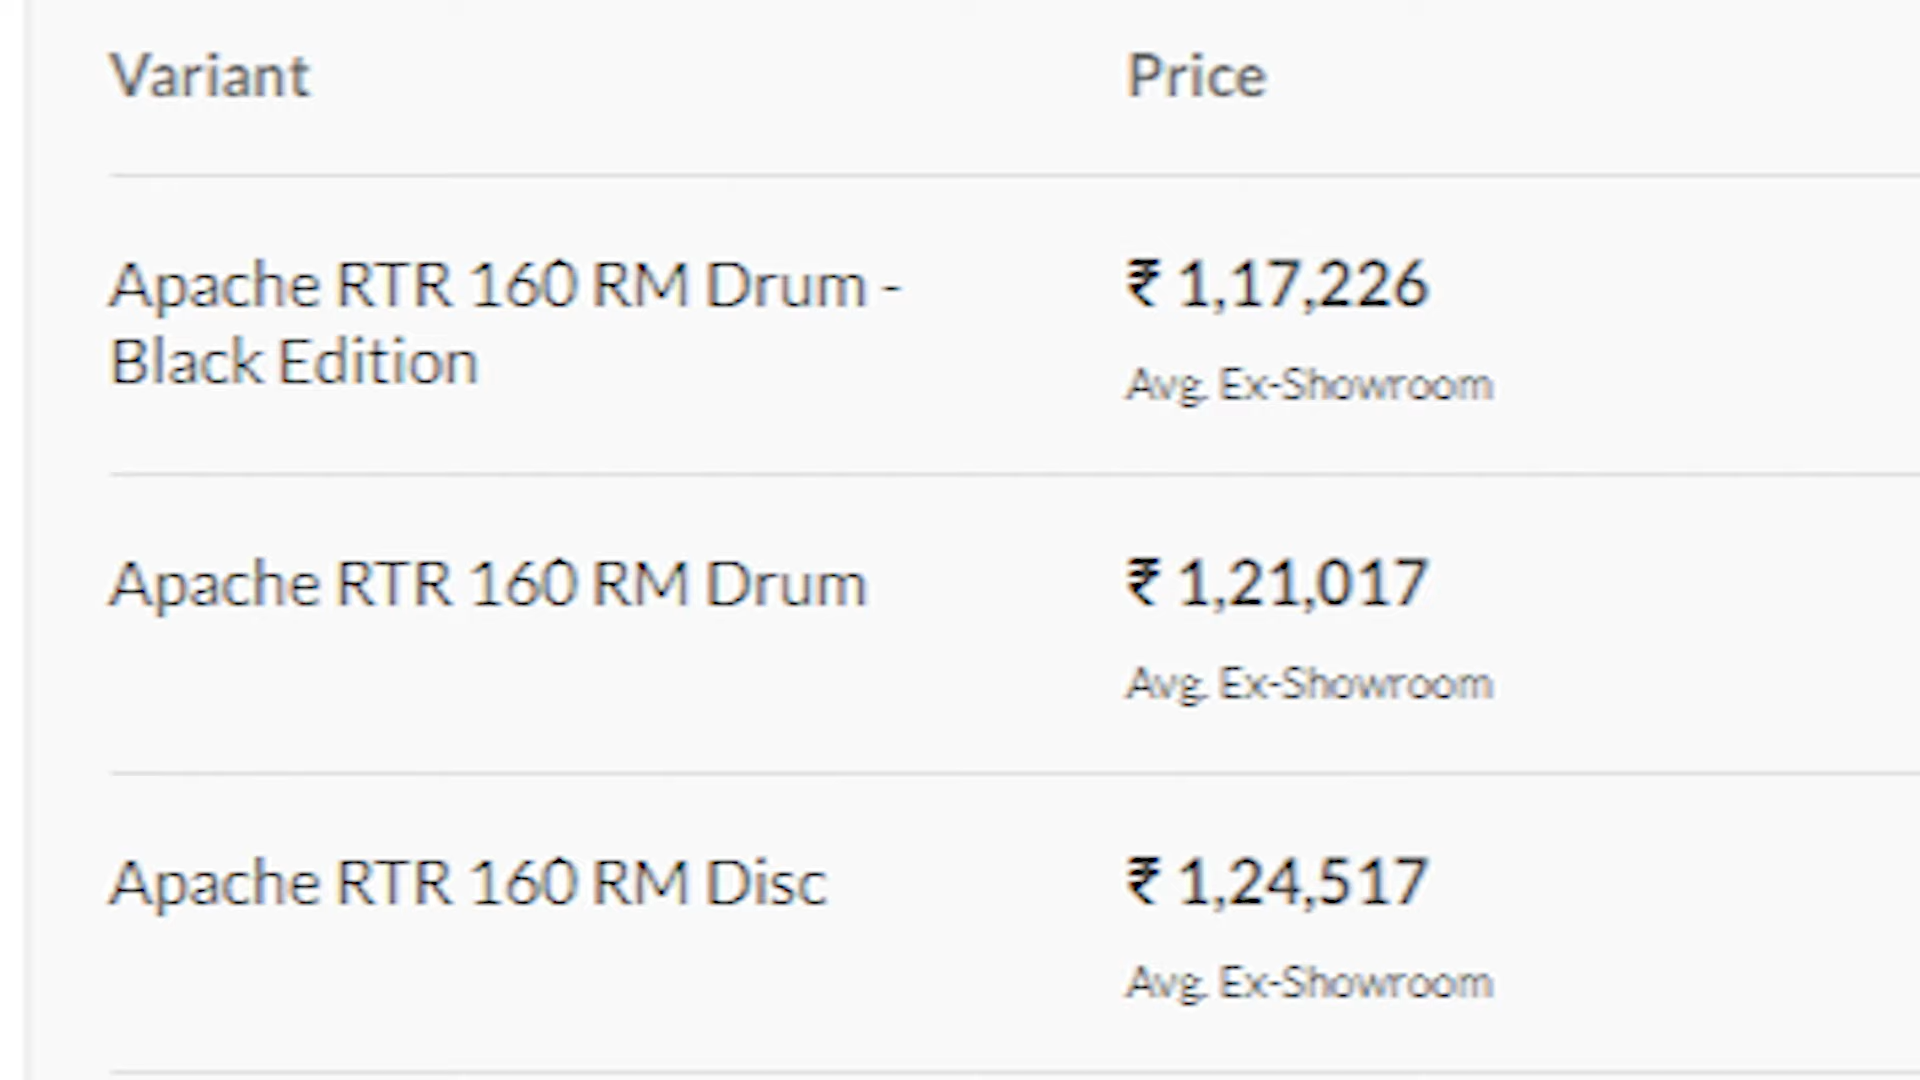 Variant Price
Apache RTR 160 RM Drum - ₹ 1,17,226
Black Edition
Avg. Ex-Showroom
Apache RTR 160 RM Drum ₹ 1,21,017
Avg. Ex-Showroom
Apache RTR 160 RM Disc ₹ 1,24,517
Avg. Ex-Showroom